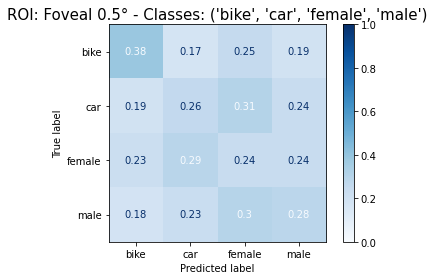 ROI: Foveal 0.5° - Classes: ('bike', 'car', 'female', 'male')
1.0
bike 0.38 0.17 0.25 0.19
0.8
car 0.19 0.26 0.31 0.24
0.6
True label
0.4
female 0.23 0.29 0.24 0.24
0.2
male 0.18 0.23 0.3 0.28
0.0
bike car female male
Predicted label